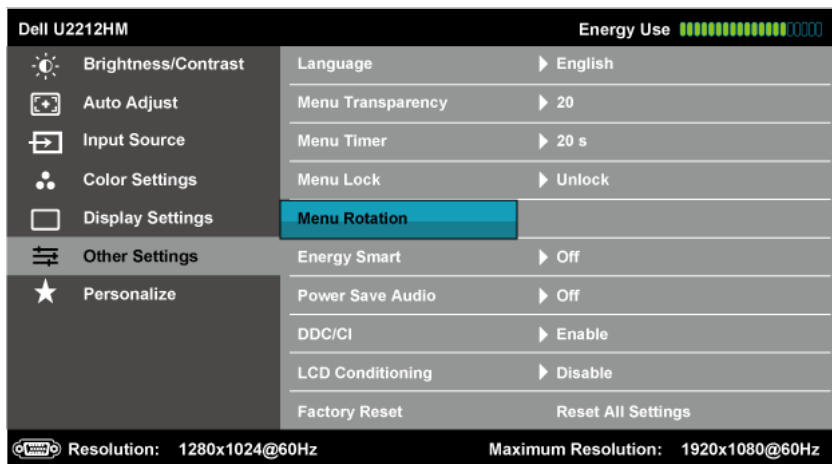 Dell U2212HM Energy Use
Brightness/Contrast Language English
Auto Adjust Menu Transparency 20
Input Source Menu Timer 20 s
Color Settings Menu Lock Unlock
Display Settings Menu Rotation
Other Settings Energy Smart Off
Personalize Power Save Audio Off
DDC/CI Enable
LCD Conditioning Disable
Factory Reset Reset All Settings
Resolution: 1280x1024@60Hz Maximum Resolution: 1920x1080@60Hz